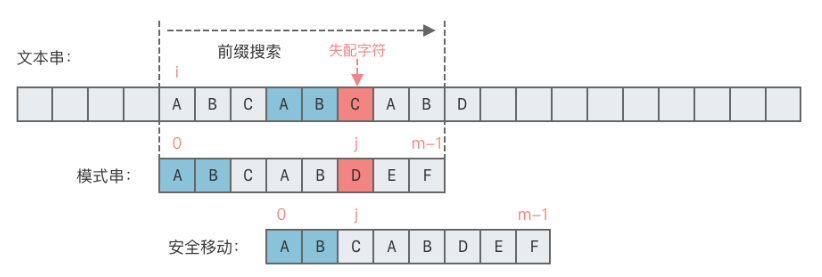 前缀搜索
失配字符
文本串：
i
A B C A B C A B D
0 j m-1
模式串： A B C A B D E F
0 j m-1
安全移动： A B C A B D E F